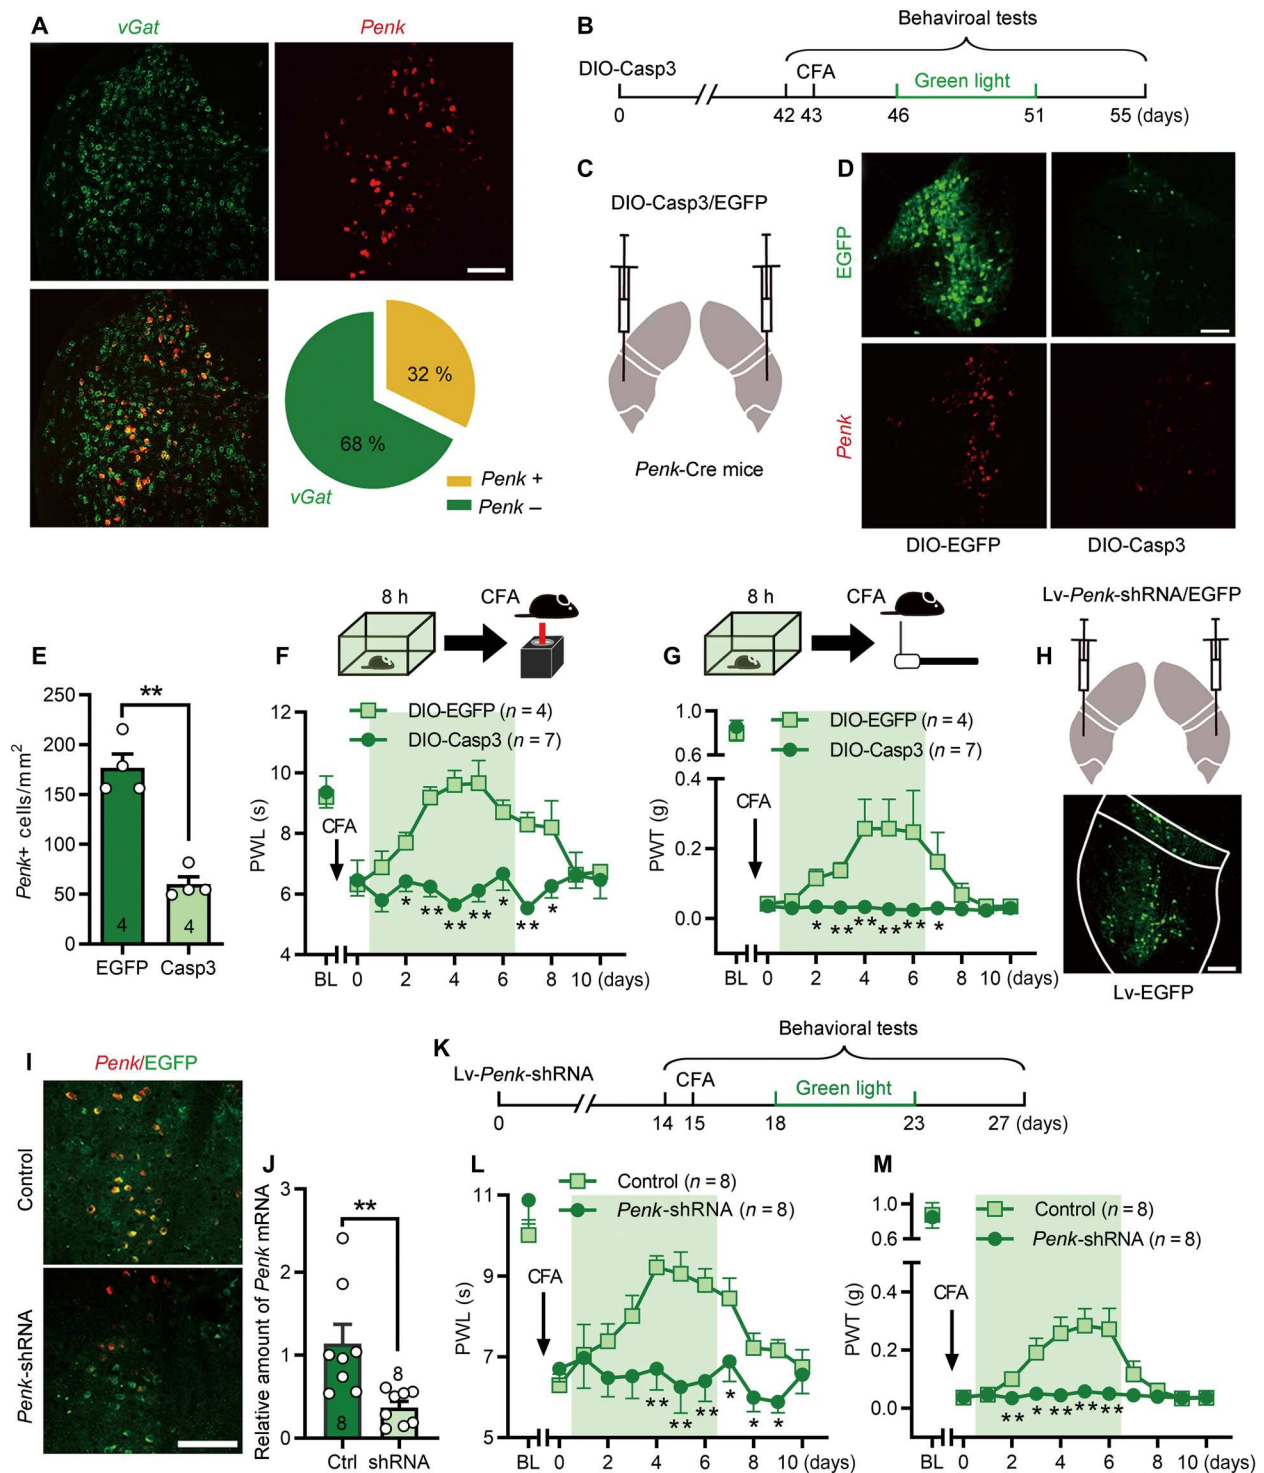 A
vGat
Penk
32 %
68 %
vGat
Penk +
Penk –
B
Behaviroal tests
DIO-Casp3
CFA
Green light
0
42 43
46
51
55 (days)
C
DIO-Casp3/EGFP
Penk-Cre mice
D
EGFP
Penk
DIO-EGFP
DIO-Casp3
E
Penk+ cells/mm²
250
200
150
100
50
0
**
4
4
EGFP
Casp3
F
8 h
CFA
DIO-EGFP (n = 4)
DIO-Casp3 (n = 7)
PWL (s)
12
10
8
6
4
CFA
* ** ** ** * ** *
BL 0 2 4 6 8 10 (days)
G
8 h
CFA
DIO-EGFP (n = 4)
DIO-Casp3 (n = 7)
PWT (g)
1.0
0.6
0.4
0.2
0.0
CFA
* ** ** ** ** *
BL 0 2 4 6 8 10 (days)
H
Lv-Penk-shRNA/EGFP
Lv-EGFP
I
Penk/EGFP
Control
Penk-shRNA
J
Relative amount of Penk mRNA
3
2
1
0
**
8
8
Ctrl shRNA
K
Behavioral tests
Lv-Penk-shRNA
CFA
Green light
0
14 15
18
23
27 (days)
L
Control (n = 8)
Penk-shRNA (n = 8)
PWL (s)
11
9
7
5
CFA
** ** ** * * *
BL 0 2 4 6 8 10 (days)
M
Control (n = 8)
Penk-shRNA (n = 8)
PWT (g)
1.0
0.6
0.4
0.2
0.0
CFA
** * ** ** **
BL 0 2 4 6 8 10 (days)